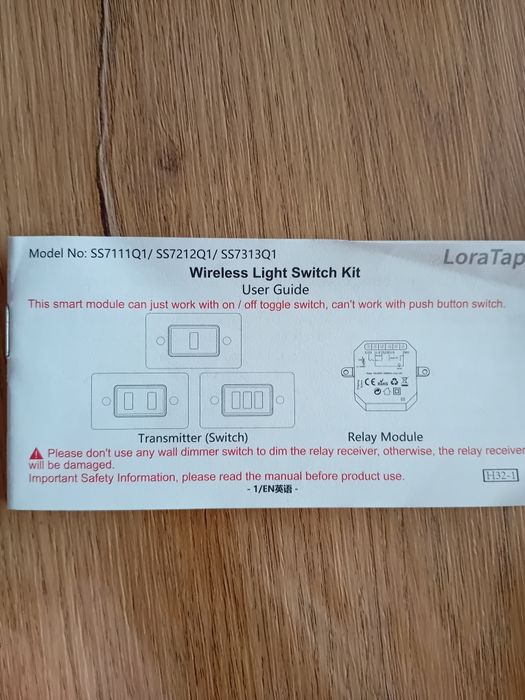 Model No: SS7111Q1/ SS7212Q1/ SS7313Q1
LoraTap
Wireless Light Switch Kit
User Guide
This smart module can just work with on / off toggle switch, can't work with push button switch.
Transmitter (Switch)
Relay Module
Please don't use any wall dimmer switch to dim the relay receiver, otherwise, the relay receiver
will be damaged.
Important Safety Information, please read the manual before product use.
H32-1
- 1/EN英语 -